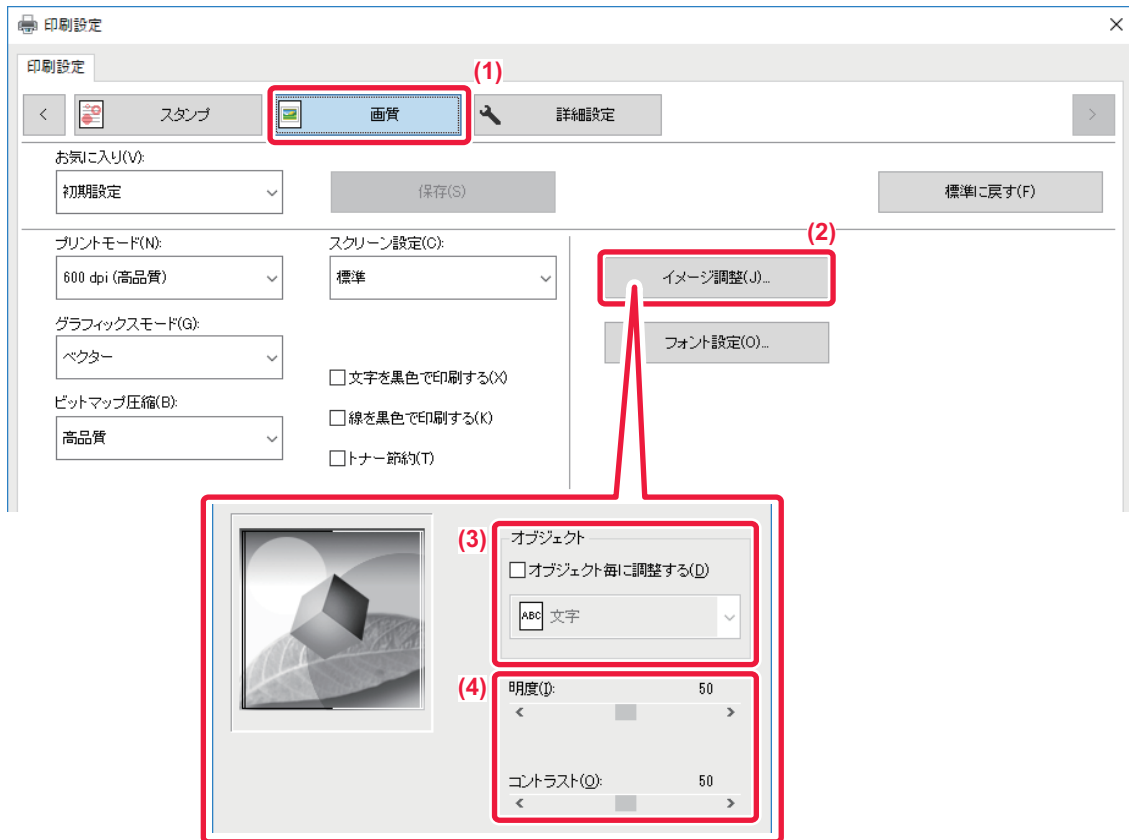 印刷設定
印刷設定
(1)
スタンプ
画質
詳細設定
お気に入り(V):
初期設定
保存(S)
標準に戻す(F)
(2)
プリントモード(N):
スクリーン設定(C):
600 dpi (高品質)
標準
イメージ調整(J)...
グラフィックスモード(G):
フォント設定(O)...
ベクター
文字を黒色で印刷する(X)
ビットマップ圧縮(B):
線を黒色で印刷する(K)
高品質
トナー節約(T)
(3)
オブジェクト
オブジェクト毎に調整する(D)
ABC 文字
(4)
明度(I): 50
コントラスト(O): 50